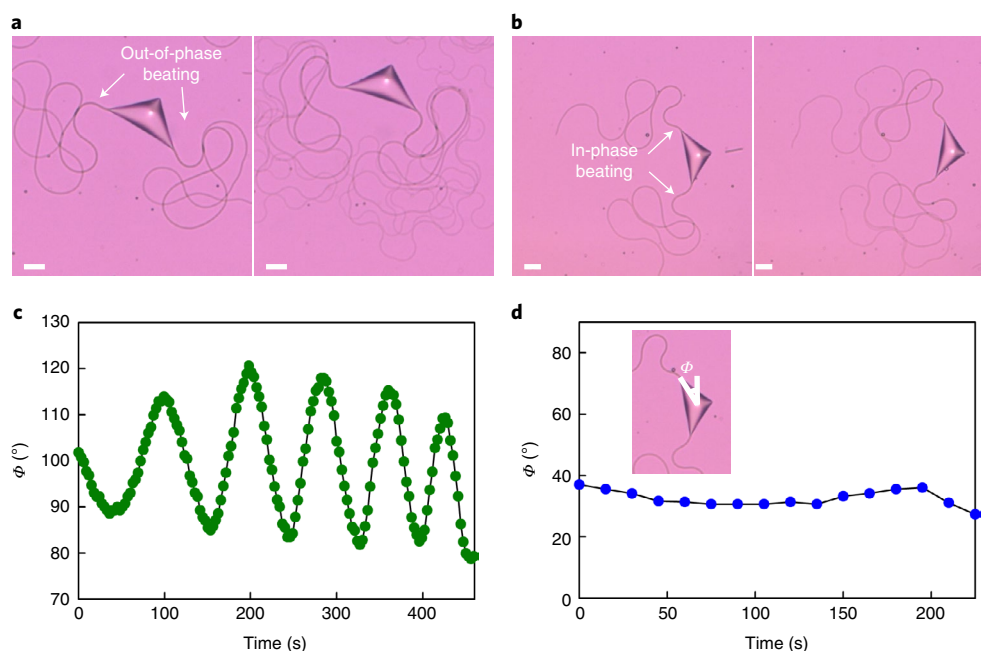 a
Out-of-phase
beating
b
In-phase
beating
c
130
120
110
100
90
80
70
Φ (°)
0
100
200
300
400
Time (s)
d
80
60
40
20
0
Φ (°)
Φ
0
50
100
150
200
Time (s)